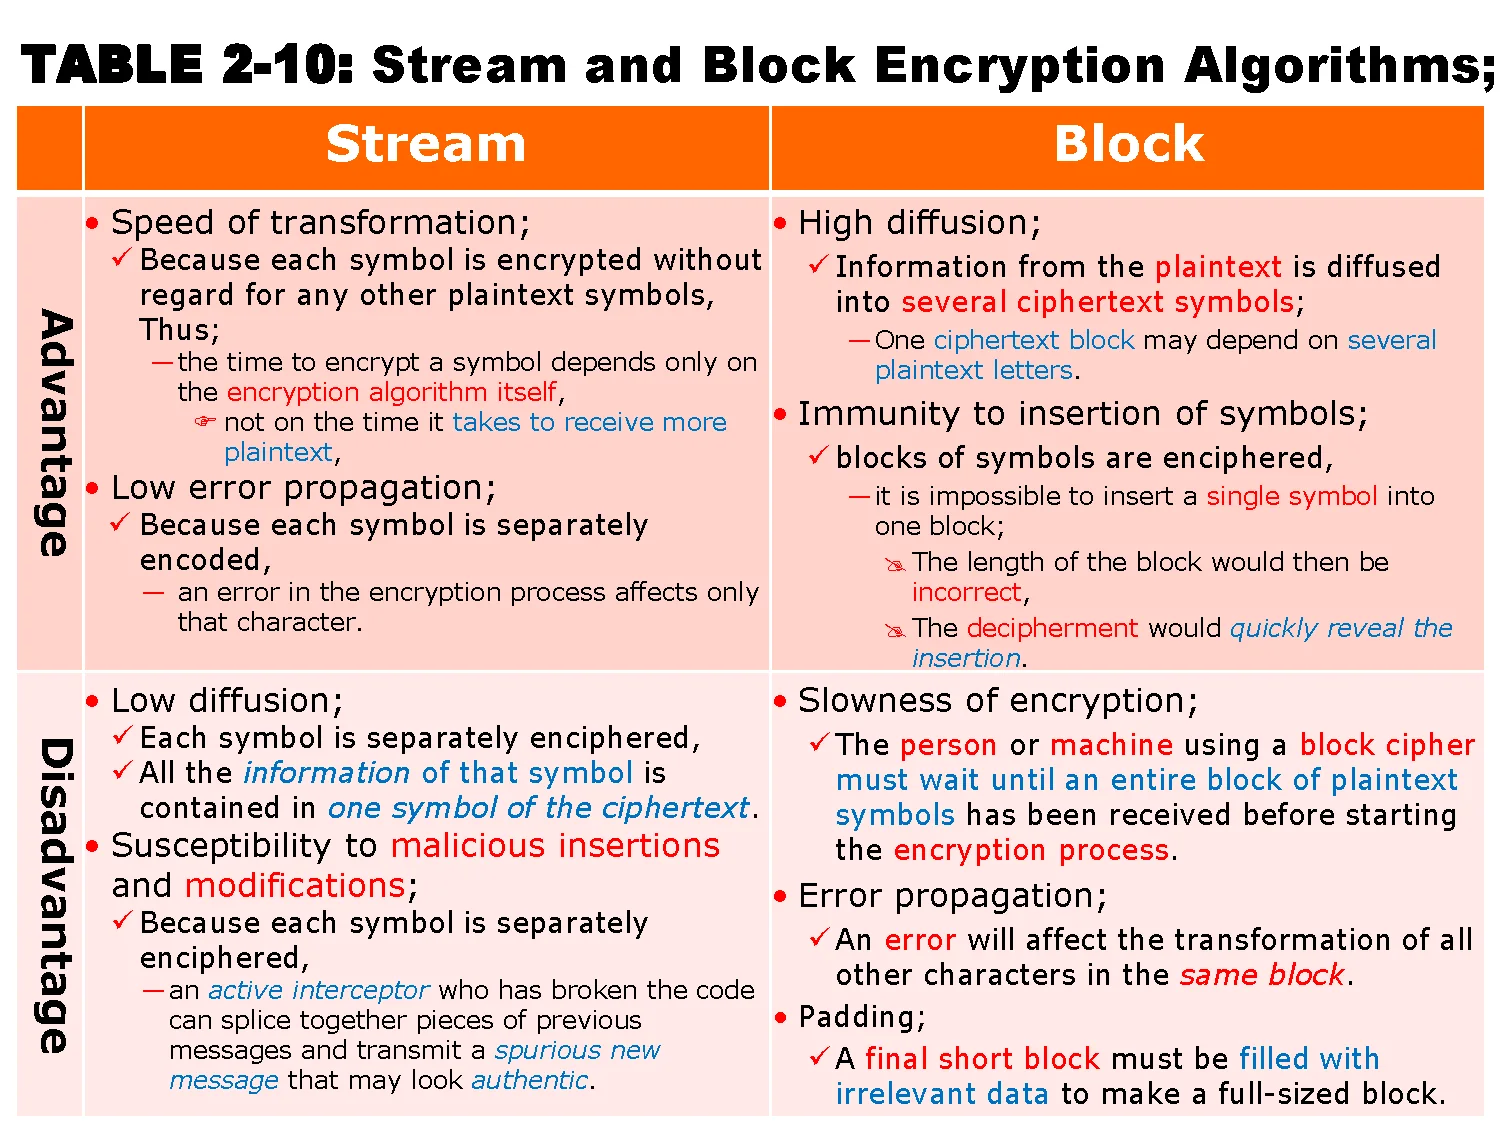 TABLE 2-10: Stream and Block Encryption Algorithms;
Stream
Block
Advantage
• Speed of transformation;
✓ Because each symbol is encrypted without
regard for any other plaintext symbols,
Thus;
— the time to encrypt a symbol depends only on
the encryption algorithm itself,
☞ not on the time it takes to receive more
plaintext,
• Low error propagation;
✓ Because each symbol is separately
encoded,
— an error in the encryption process affects only
that character.
• High diffusion;
✓ Information from the plaintext is diffused
into several ciphertext symbols;
— One ciphertext block may depend on several
plaintext letters.
• Immunity to insertion of symbols;
✓ blocks of symbols are enciphered,
— it is impossible to insert a single symbol into
one block;
The length of the block would then be
incorrect,
The decipherment would quickly reveal the
insertion.
Disadvantage
• Low diffusion;
✓ Each symbol is separately enciphered,
✓ All the information of that symbol is
contained in one symbol of the ciphertext.
• Susceptibility to malicious insertions
and modifications;
✓ Because each symbol is separately
enciphered,
— an active interceptor who has broken the code
can splice together pieces of previous
messages and transmit a spurious new
message that may look authentic.
• Slowness of encryption;
✓ The person or machine using a block cipher
must wait until an entire block of plaintext
symbols has been received before starting
the encryption process.
• Error propagation;
✓ An error will affect the transformation of all
other characters in the same block.
• Padding;
✓ A final short block must be filled with
irrelevant data to make a full-sized block.